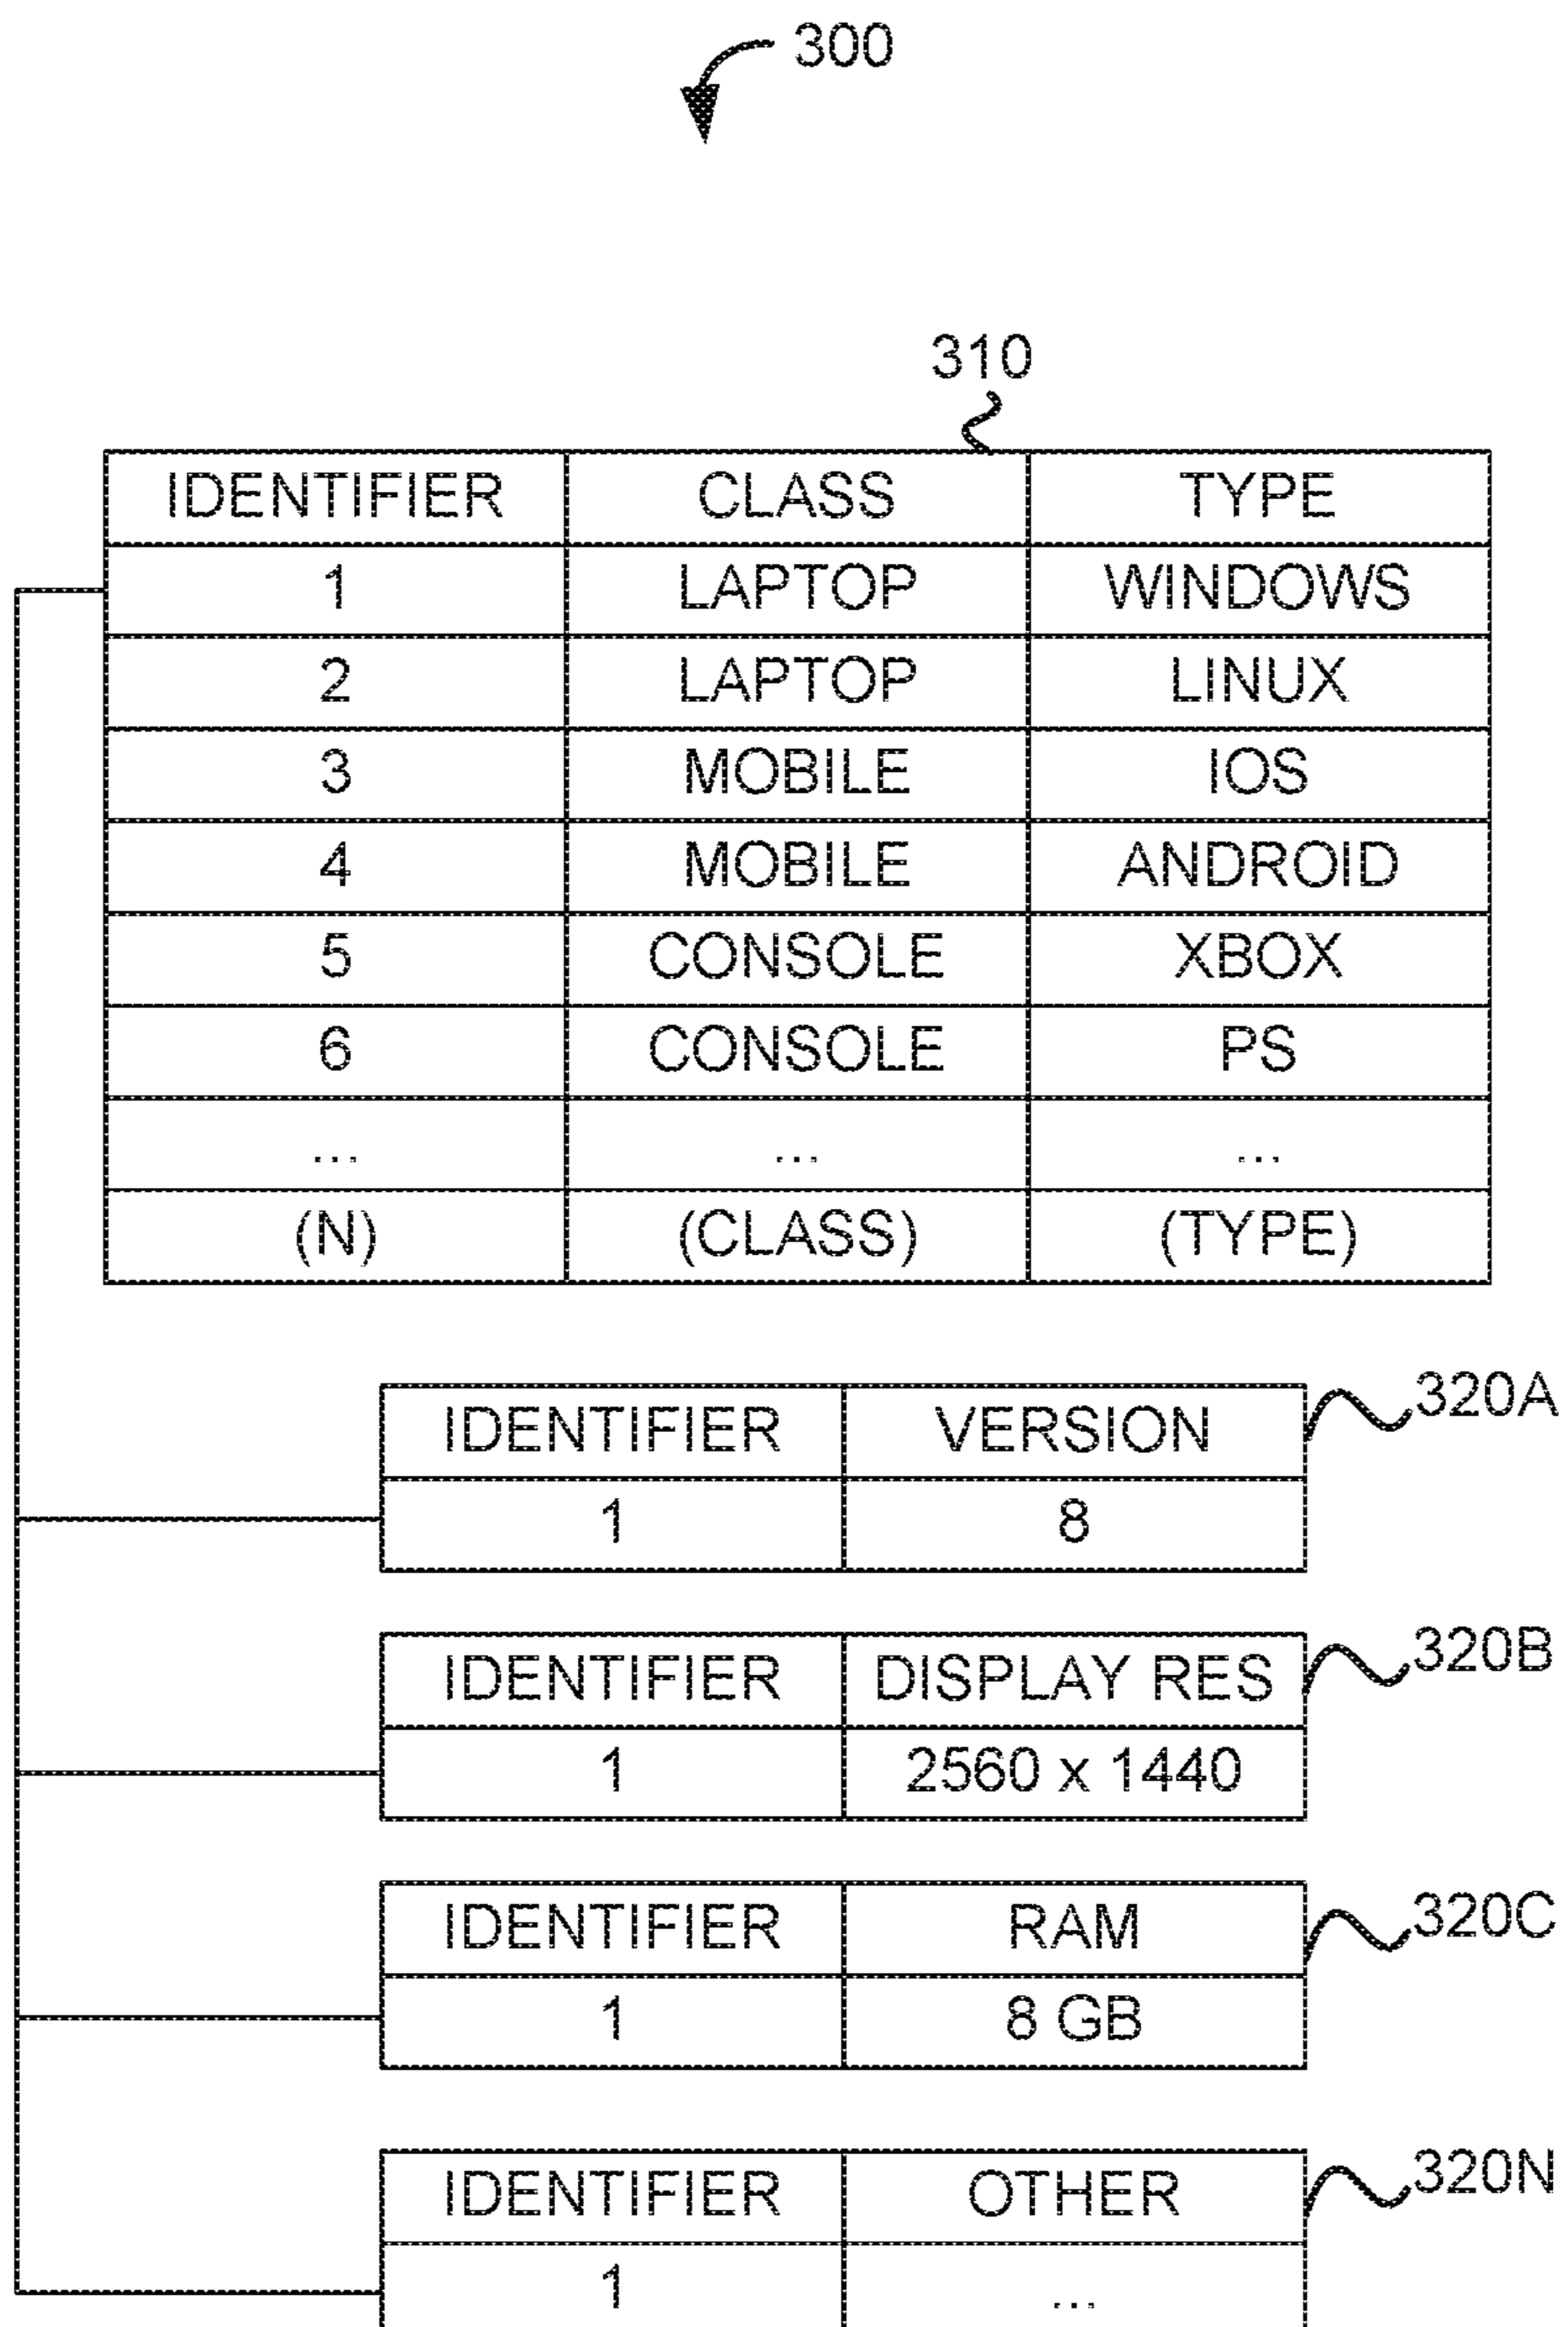 300
310
IDENTIFIER CLASS TYPE
1 LAPTOP WINDOWS
2 LAPTOP LINUX
3 MOBILE IOS
4 MOBILE ANDROID
5 CONSOLE XBOX
6 CONSOLE PS
... ... ...
(N) (CLASS) (TYPE)
IDENTIFIER VERSION 320A
1 8
IDENTIFIER DISPLAY RES 320B
1 2560 x 1440
IDENTIFIER RAM 320C
1 8 GB
IDENTIFIER OTHER 320N
1 ...